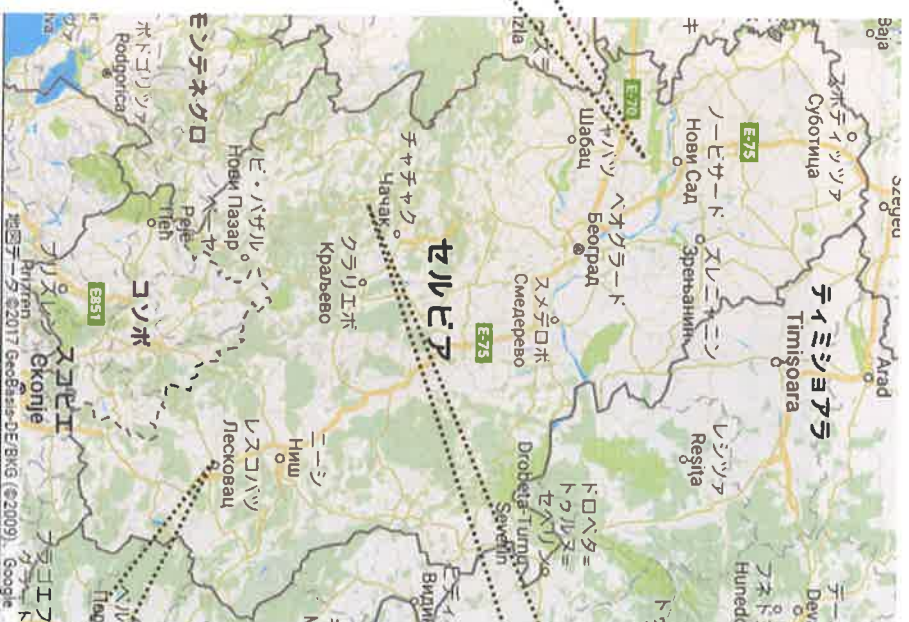 Baja
Szeged
Arad
スボティッツァ
Суботица
ティミショアラ
Timișoara
E-75
ノービサード
Нови Сад
ズレニャニン
Зрењанин
レシツァ
Reșița
ベオグラード
Београд
E-70
シャバツ
Шабац
スメデロボ
Смедерево
ドロベタ=
トゥルヌ=
セベリン
Drobeta-Turnu
Severin
E-75
セルビア
チャチャク
Чачак
クラリエボ
Краљево
ニーシ
Ниш
ノビ・パザル
Нови Пазар
レスコバツ
Лесковац
モンテネグロ
ポドゴリツァ
Podgorica
Pejë
Пећ
コソボ
E851
プリズレン
Prizren
スコピエ
Скопје
地図データ ©2017 GeoBasis-DE/BKG (©2009), Google